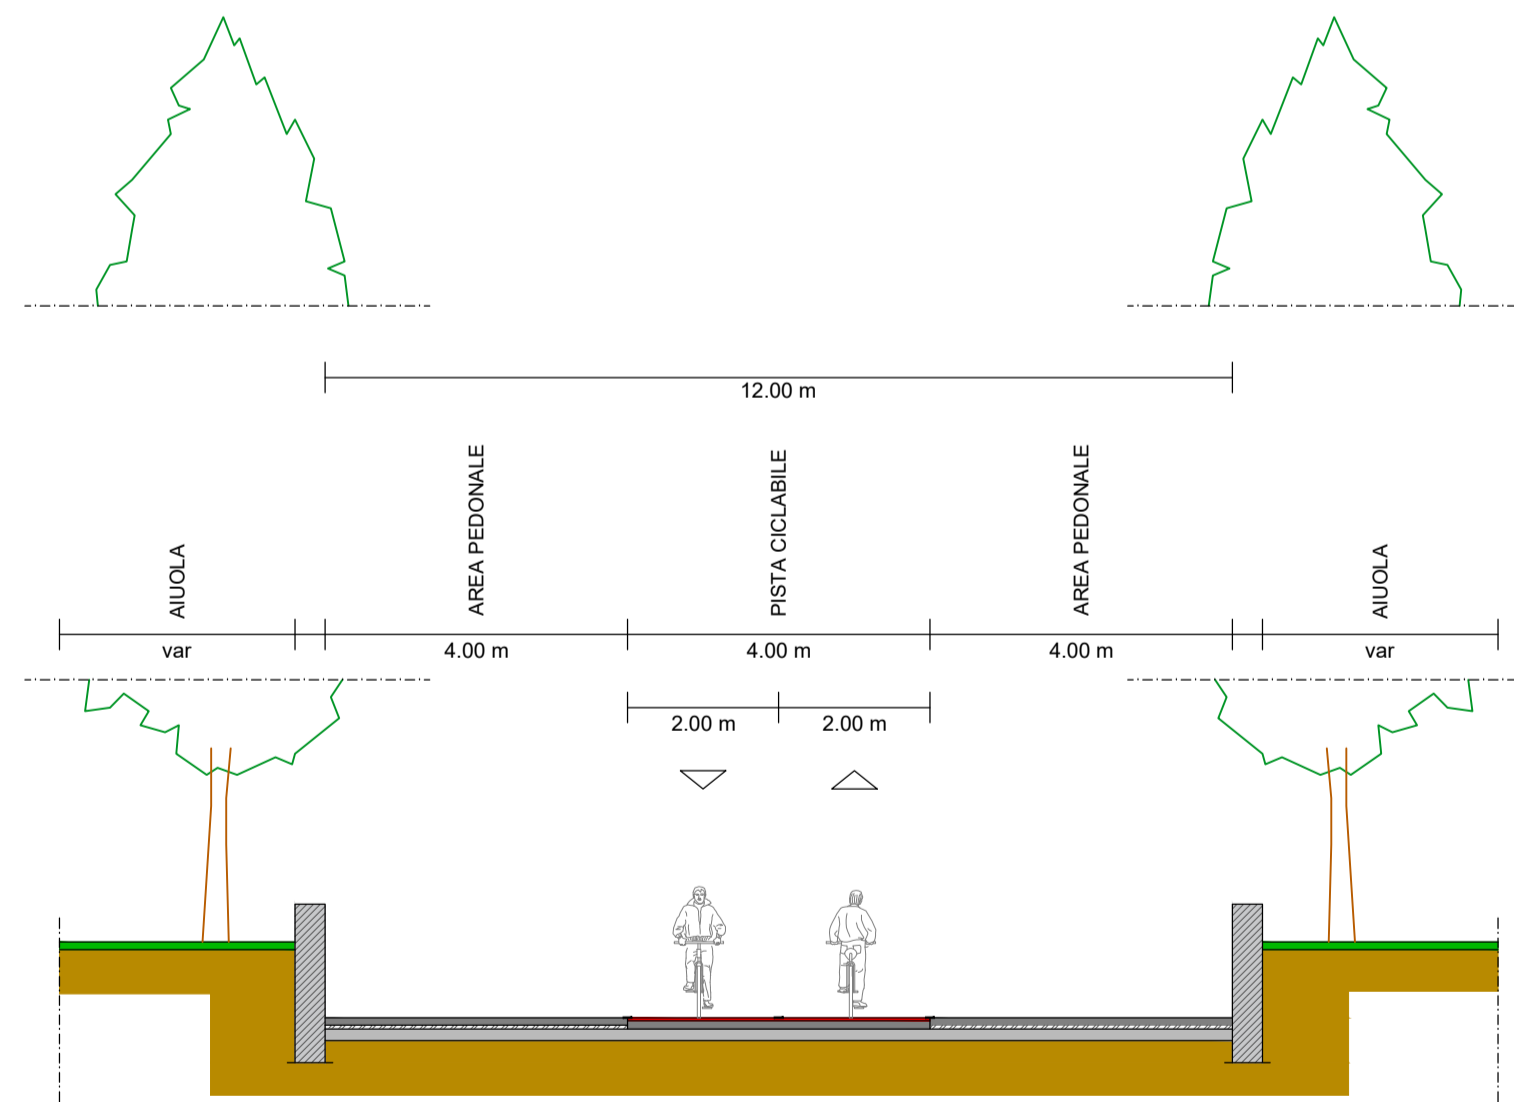 12.00 m
AIUOLA
AREA PEDONALE
PISTA CICLABILE
AREA PEDONALE
AIUOLA
var
4.00 m
4.00 m
4.00 m
var
2.00 m
2.00 m